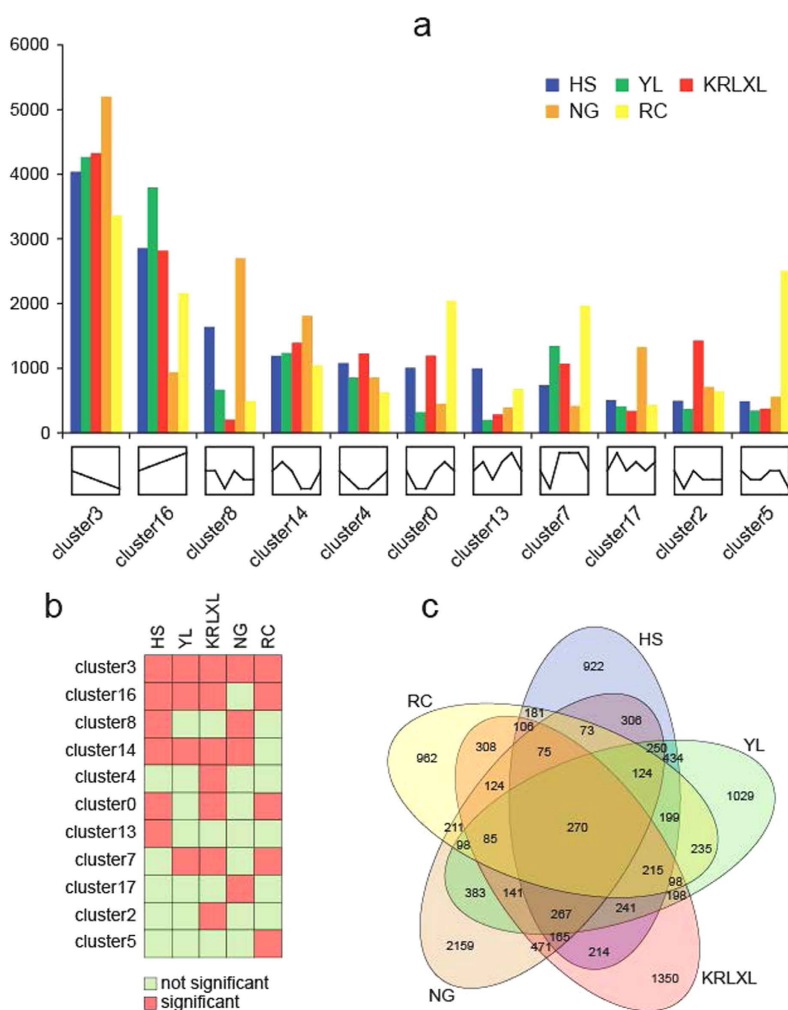 a
6000
5000
4000
3000
2000
1000
0
HS YL KRLXL
NG RC
cluster3 cluster16 cluster8 cluster14 cluster4 cluster0 cluster13 cluster7 cluster17 cluster2 cluster5
b
HS YL KRLXL NG RC
cluster3
cluster16
cluster8
cluster14
cluster4
cluster0
cluster13
cluster7
cluster17
cluster2
cluster5
not significant
significant
c
HS
922
RC
181
106 73 306
YL
962 308 75 250
434
124 124 1029
211 270 199
98 85 235
215 98
383 141 198
267 241
165
2159 471 214
1350
NG KRLXL